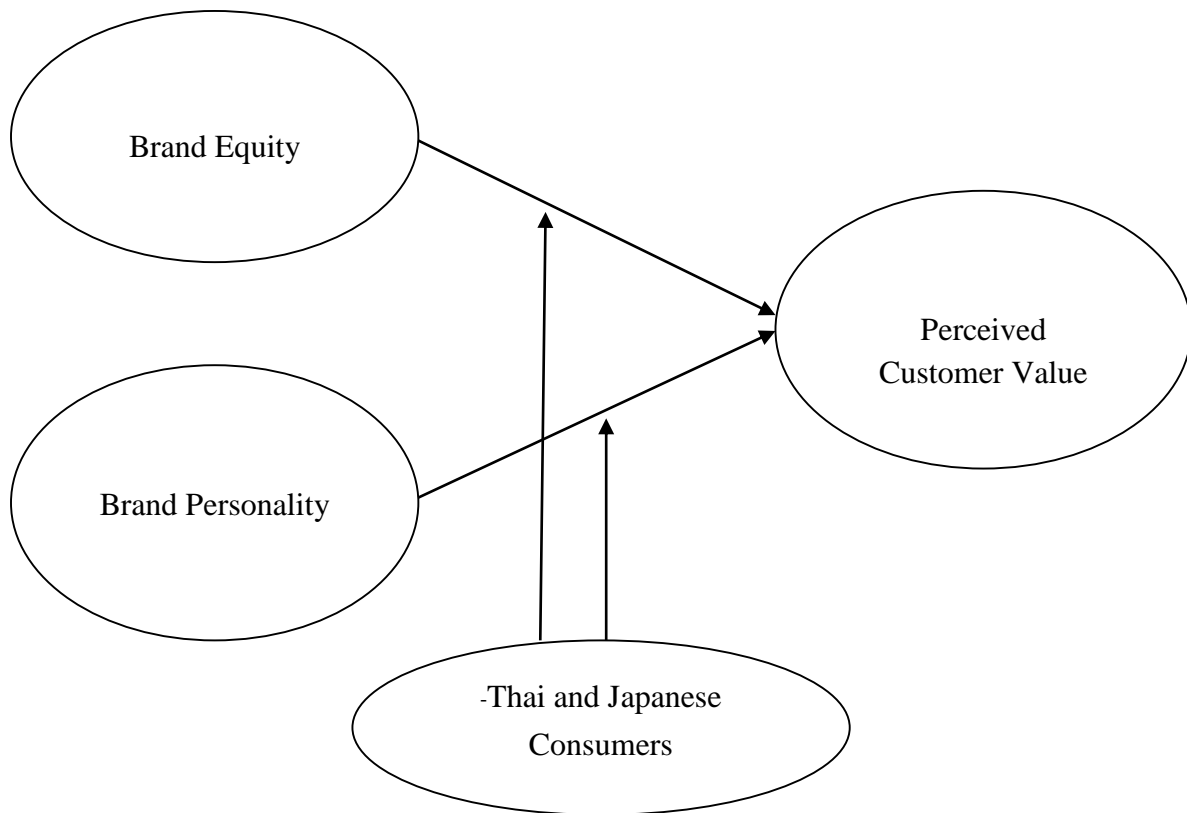 Brand Equity
Perceived
Customer Value
Brand Personality
-Thai and Japanese
Consumers